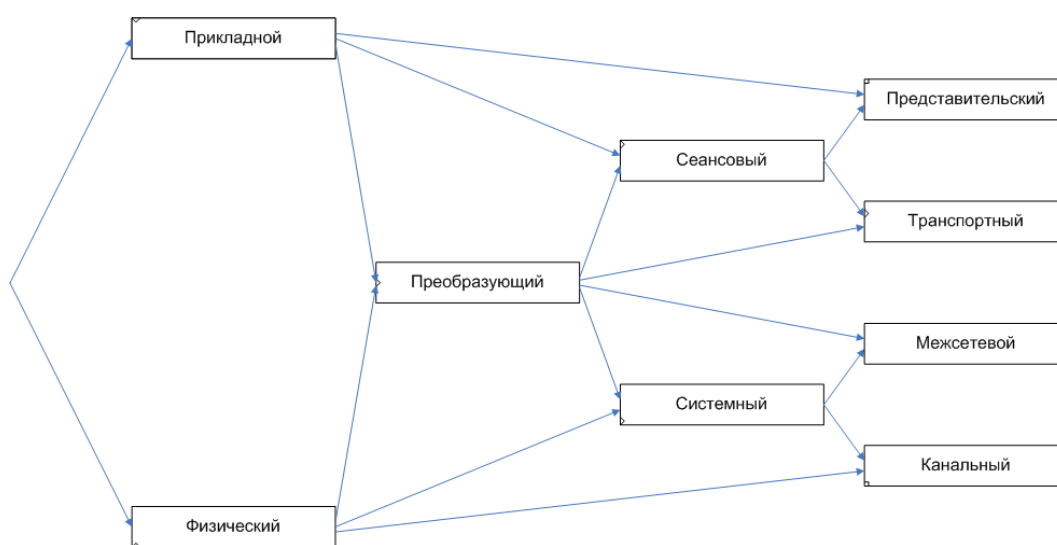 Прикладной
Представительский
Сеансовый
Транспортный
Преобразующий
Межсетевой
Системный
Канальный
Физический